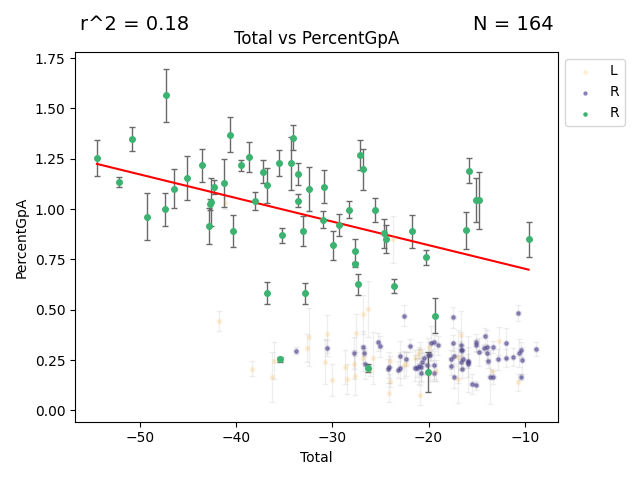 r^2 = 0.18
N = 164
Total vs PercentGpA
L
R
R
1.75
1.50
1.25
1.00
0.75
0.50
0.25
0.00
PercentGpA
−50
−40
−30
−20
−10
Total